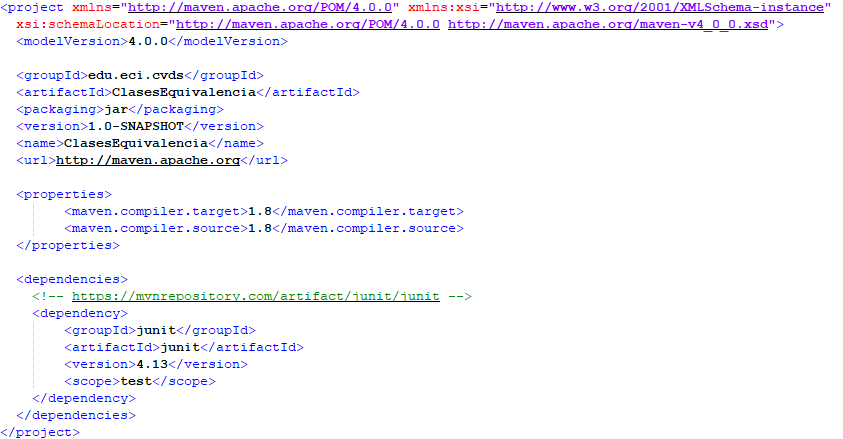 <project xmlns="http://maven.apache.org/POM/4.0.0" xmlns:xsi="http://www.w3.org/2001/XMLSchema-instance"
xsi:schemaLocation="http://maven.apache.org/POM/4.0.0 http://maven.apache.org/maven-v4_0_0.xsd">
<modelVersion>4.0.0</modelVersion>
<groupId>edu.eci.cvds</groupId>
<artifactId>ClasesEquivalencia</artifactId>
<packaging>jar</packaging>
<version>1.0-SNAPSHOT</version>
<name>ClasesEquivalencia</name>
<url>http://maven.apache.org</url>
<properties>
<maven.compiler.target>1.8</maven.compiler.target>
<maven.compiler.source>1.8</maven.compiler.source>
</properties>
<dependencies>
<!-- https://mvnrepository.com/artifact/junit/junit -->
<dependency>
<groupId>junit</groupId>
<artifactId>junit</artifactId>
<version>4.13</version>
<scope>test</scope>
</dependency>
</dependencies>
</project>